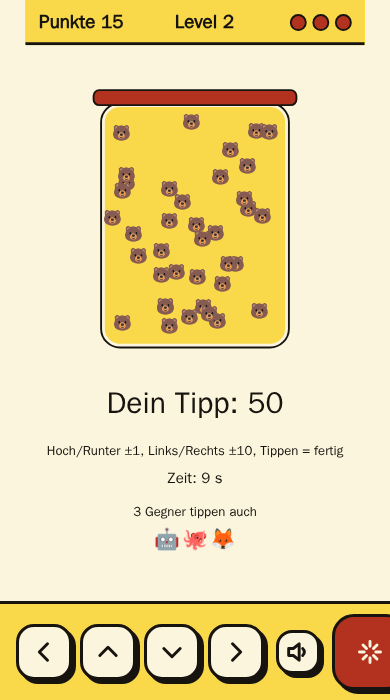 Punkte 15 Level 2
Dein Tipp: 50
Hoch/Runter ±1, Links/Rechts ±10, Tippen = fertig
Zeit: 9 s
3 Gegner tippen auch